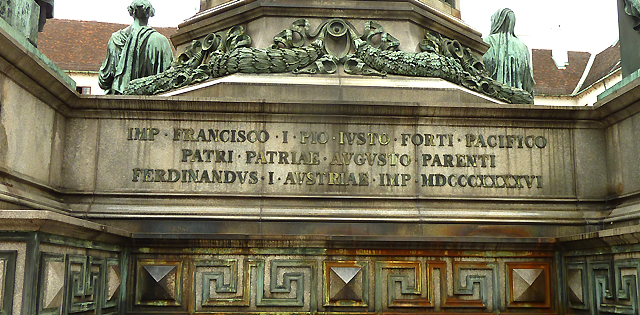 IMP · FRANCISCO · I · PIO · IVSTO · FORTI · PACIFICO
PATRI · PATRIAE · AVGVSTO · PARENTI
FERDINANDVS · I · AVSTRIAE · IMP · MDCCCXXXXVI